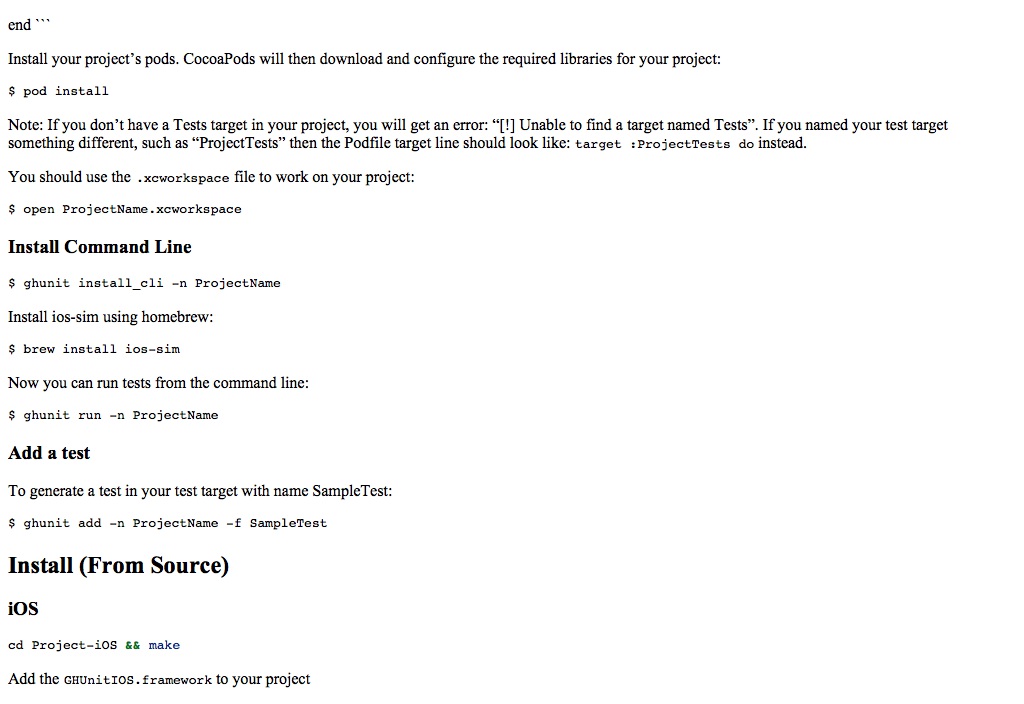 end ```
Install your project’s pods. CocoaPods will then download and configure the required libraries for your project:
$ pod install
Note: If you don’t have a Tests target in your project, you will get an error: “[!] Unable to find a target named Tests”. If you named your test target
something different, such as “ProjectTests” then the Podfile target line should look like: target :ProjectTests do instead.
You should use the .xcworkspace file to work on your project:
$ open ProjectName.xcworkspace
Install Command Line
$ ghunit install_cli -n ProjectName
Install ios-sim using homebrew:
$ brew install ios-sim
Now you can run tests from the command line:
$ ghunit run -n ProjectName
Add a test
To generate a test in your test target with name SampleTest:
$ ghunit add -n ProjectName -f SampleTest
Install (From Source)
iOS
cd Project-iOS && make
Add the GHUnitIOS.framework to your project